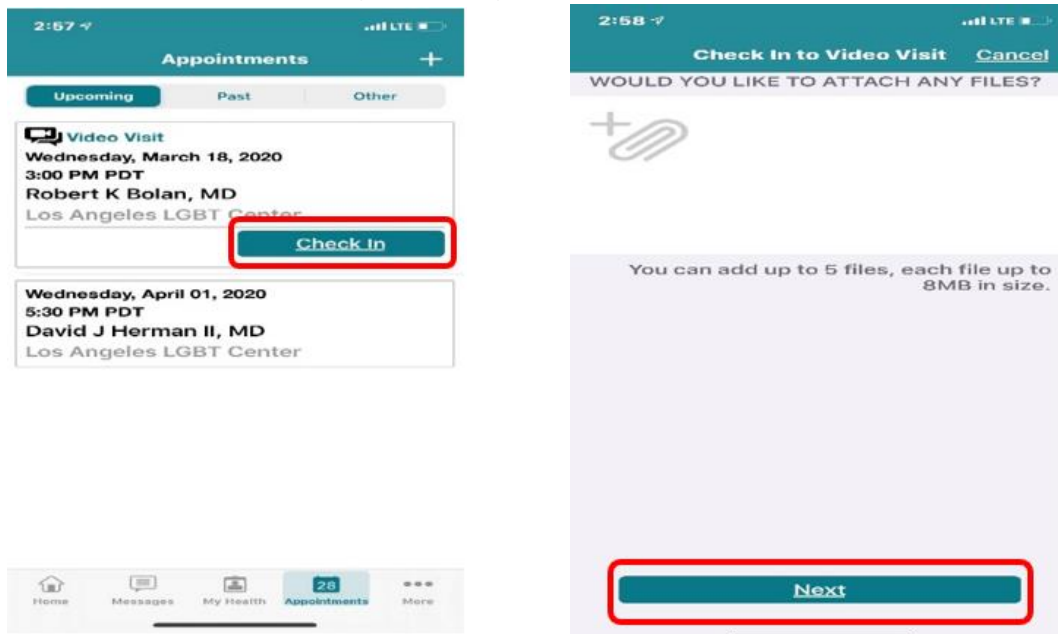 2:57
LTE
Appointments +
Upcoming Past Other
Video Visit
Wednesday, March 18, 2020
3:00 PM PDT
Robert K Bolan, MD
Los Angeles LGBT Center
Check In
Wednesday, April 01, 2020
5:30 PM PDT
David J Herman II, MD
Los Angeles LGBT Center
28
Home Messages My Health Appointments More
2:58
LTE
Check In to Video Visit Cancel
WOULD YOU LIKE TO ATTACH ANY FILES?
You can add up to 5 files, each file up to
8MB in size.
Next